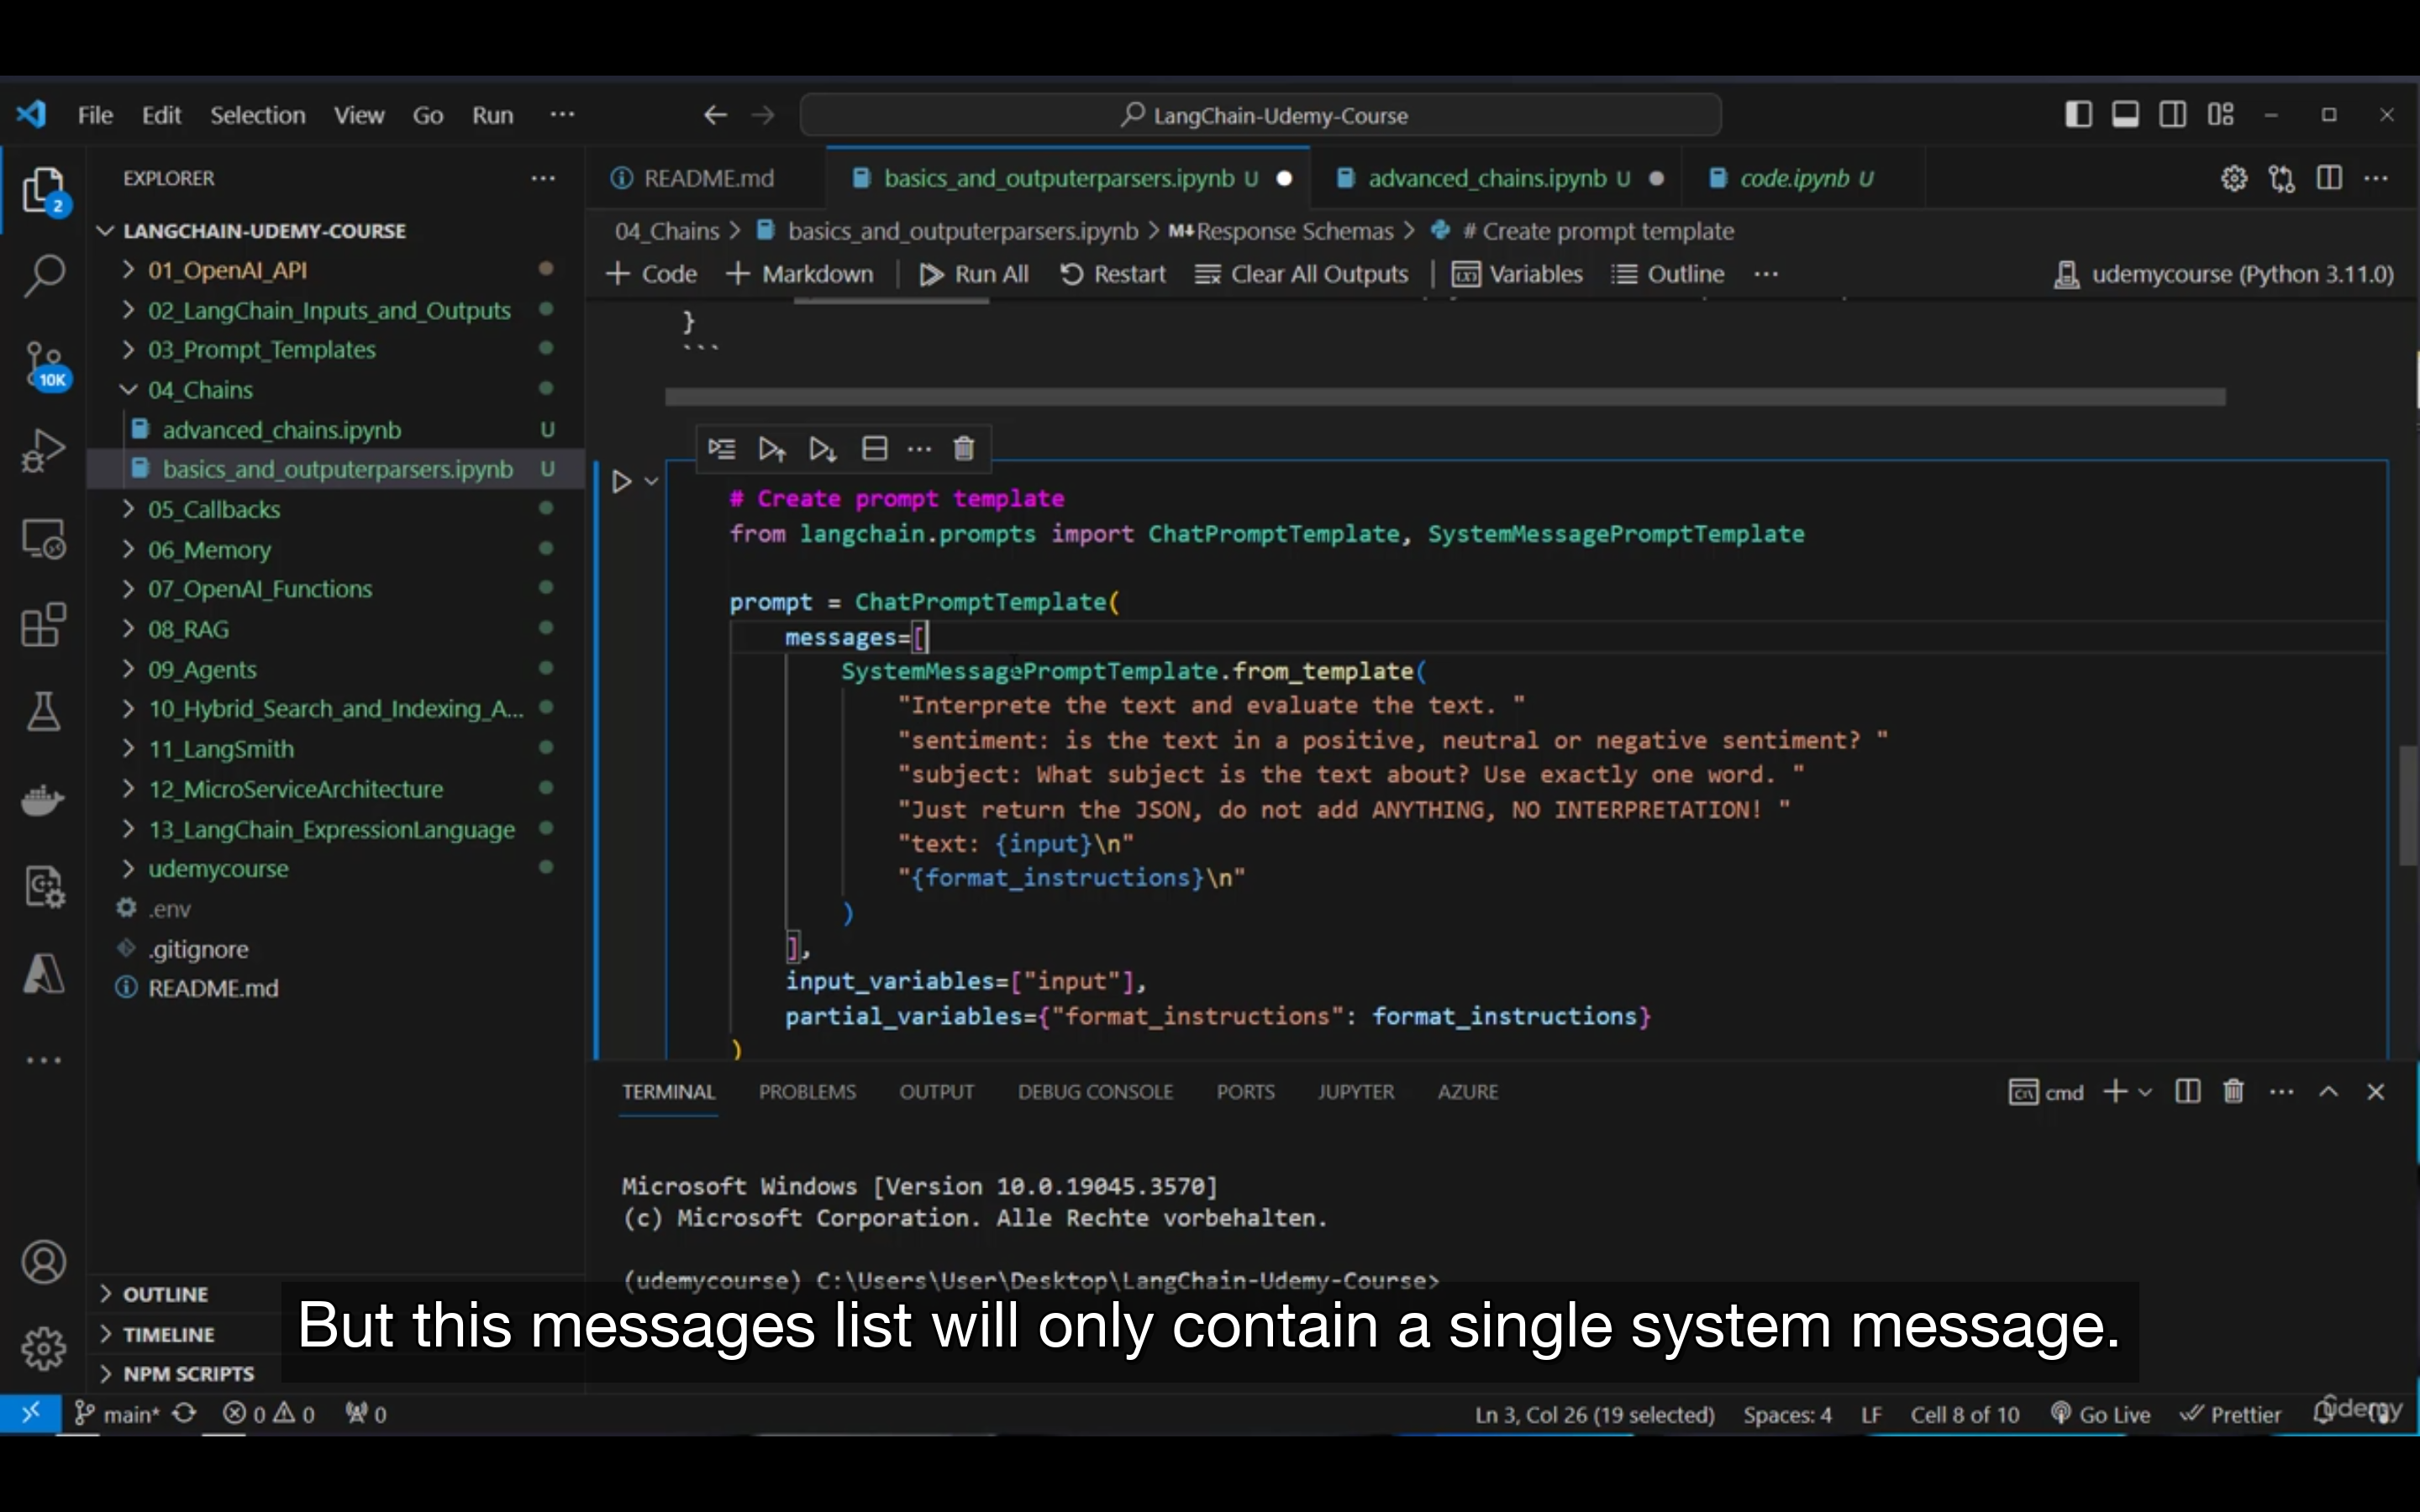 File Edit Selection View Go Run ...
LangChain-Udemy-Course
EXPLORER ...
2
LANGCHAIN-UDEMY-COURSE
01_OpenAI_API
02_LangChain_Inputs_and_Outputs
03_Prompt_Templates
04_Chains
10K
advanced_chains.ipynb U
basics_and_outputerparsers.ipynb U
05_Callbacks
06_Memory
07_OpenAI_Functions
08_RAG
09_Agents
10_Hybrid_Search_and_Indexing_A...
11_LangSmith
12_MicroServiceArchitecture
13_LangChain_ExpressionLanguage
udemycourse
.env
.gitignore
README.md
OUTLINE
TIMELINE
NPM SCRIPTS
README.md basics_and_outputerparsers.ipynb U advanced_chains.ipynb U code.ipynb U
04_Chains > basics_and_outputerparsers.ipynb > M↓Response Schemas > # Create prompt template
+ Code + Markdown Run All Restart Clear All Outputs Variables Outline ... udemycourse (Python 3.11.0)
}
```
# Create prompt template
from langchain.prompts import ChatPromptTemplate, SystemMessagePromptTemplate
prompt = ChatPromptTemplate(
messages=[
SystemMessagePromptTemplate.from_template(
"Interprete the text and evaluate the text. "
"sentiment: is the text in a positive, neutral or negative sentiment? "
"subject: What subject is the text about? Use exactly one word. "
"Just return the JSON, do not add ANYTHING, NO INTERPRETATION! "
"text: {input}\n"
"{format_instructions}\n"
)
],
input_variables=["input"],
partial_variables={"format_instructions": format_instructions}
)
TERMINAL PROBLEMS OUTPUT DEBUG CONSOLE PORTS JUPYTER AZURE cmd
Microsoft Windows [Version 10.0.19045.3570]
(c) Microsoft Corporation. Alle Rechte vorbehalten.
(udemycourse) C:\Users\User\Desktop\LangChain-Udemy-Course>
But this messages list will only contain a single system message.
main* 0 0 0 Ln 3, Col 26 (19 selected) Spaces: 4 LF Cell 8 of 10 Go Live Prettier
ûdemy